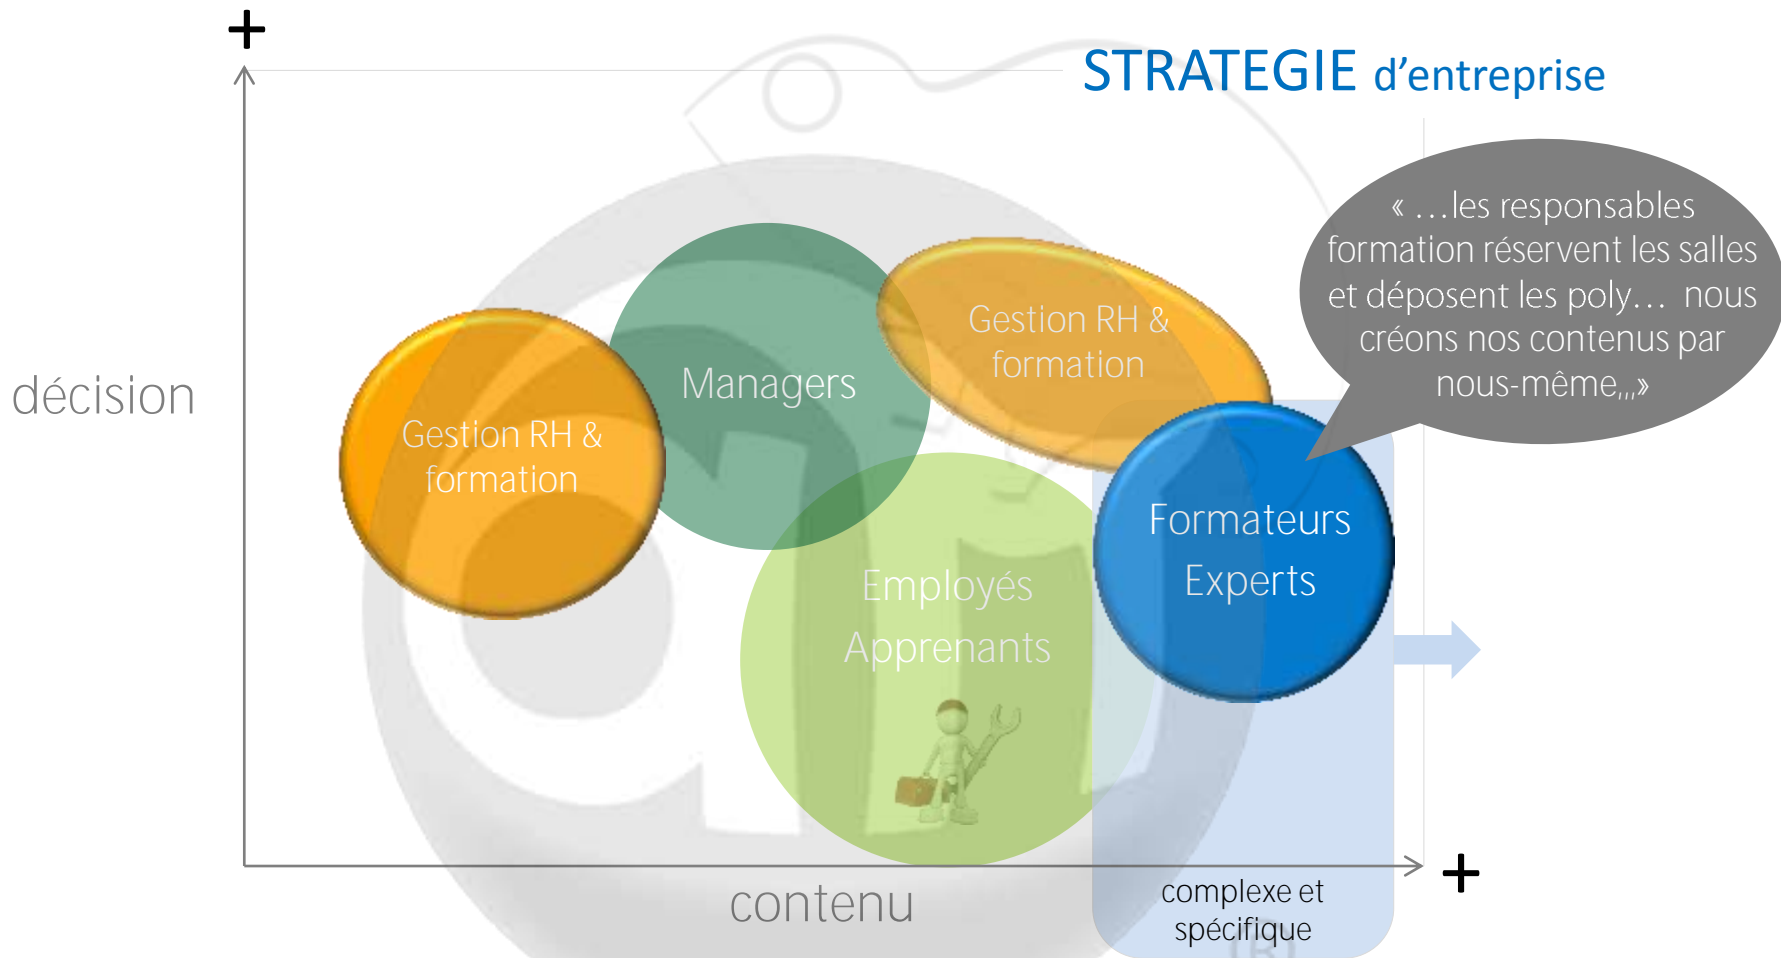 +
STRATEGIE d'entreprise
« …les responsables
formation réservent les salles
et déposent les poly… nous
créons nos contenus par
nous-même,,,»
Gestion RH &
formation
Managers
décision
Gestion RH &
formation
Formateurs
Experts
Employés
Apprenants
+
contenu
complexe et
spécifique
®